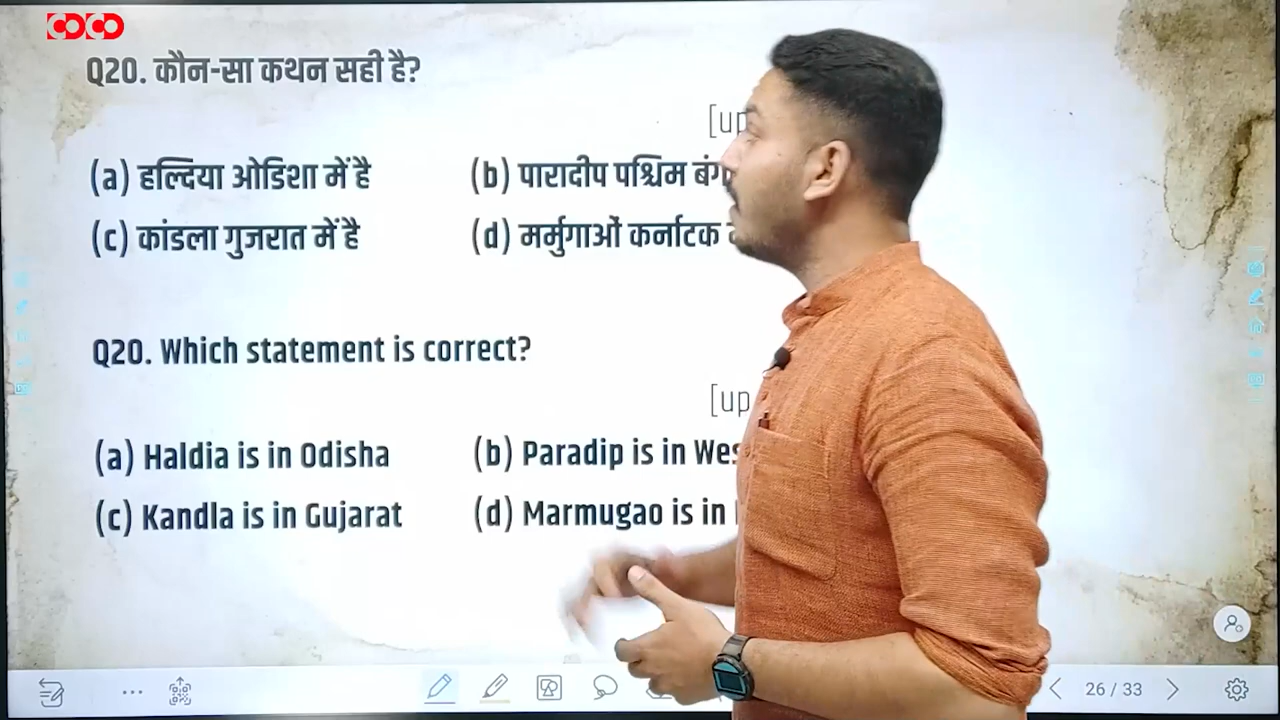 COCO
Q20. कौन-सा कथन सही है?
[up
(a) हल्दिया ओडिशा में है (b) पारादीप पश्चिम
(c) कांडला गुजरात में है (d) मर्मुगाओं कर्नाटक
Q20. Which statement is correct?
[up
(a) Haldia is in Odisha (b) Paradip is in
(c) Kandla is in Gujarat (d) Marmugao is in
26 / 33